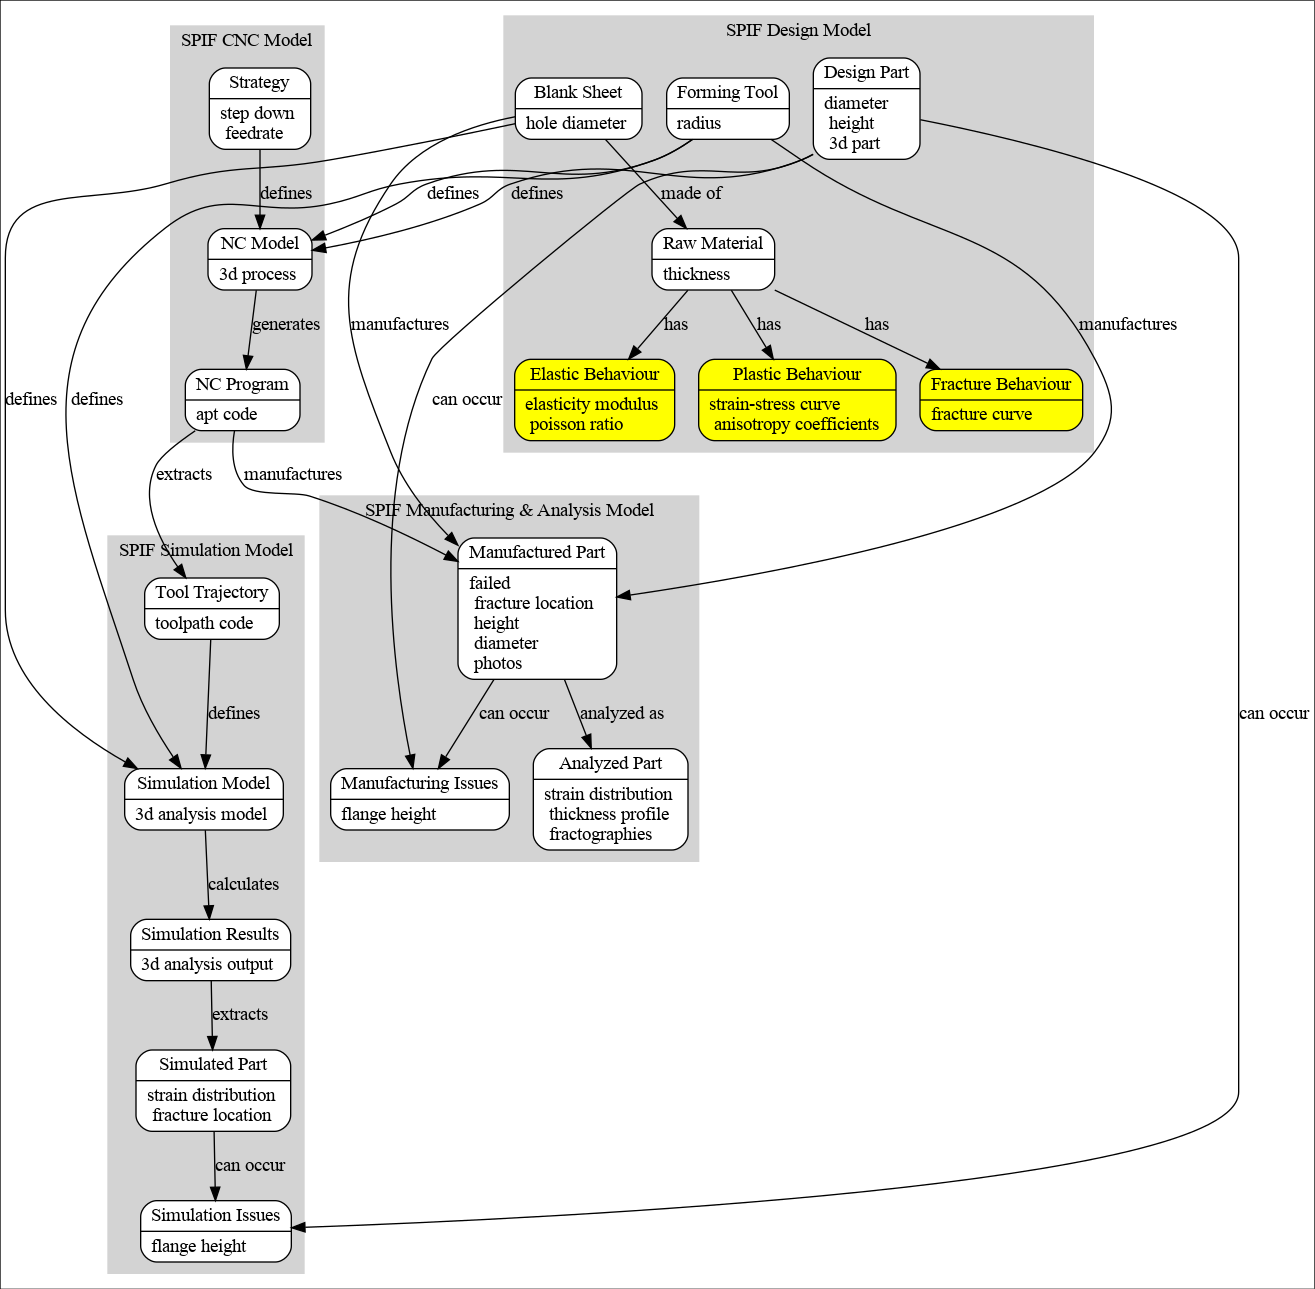 SPIF CNC Model
Strategy
step down
feedrate
defines
NC Model
3d process
generates
NC Program
apt code
SPIF Design Model
Blank Sheet
hole diameter
Forming Tool
radius
Design Part
diameter
height
3d part
defines
defines
made of
Raw Material
thickness
manufactures
manufactures
has
has
has
Elastic Behaviour
elasticity modulus
poisson ratio
Plastic Behaviour
strain-stress curve
anisotropy coefficients
Fracture Behaviour
fracture curve
defines
defines
can occur
extracts
manufactures
SPIF Manufacturing & Analysis Model
Manufactured Part
failed
fracture location
height
diameter
photos
can occur
analyzed as
Manufacturing Issues
flange height
Analyzed Part
strain distribution
thickness profile
fractographies
can occur
SPIF Simulation Model
Tool Trajectory
toolpath code
defines
Simulation Model
3d analysis model
calculates
Simulation Results
3d analysis output
extracts
Simulated Part
strain distribution
fracture location
can occur
Simulation Issues
flange height